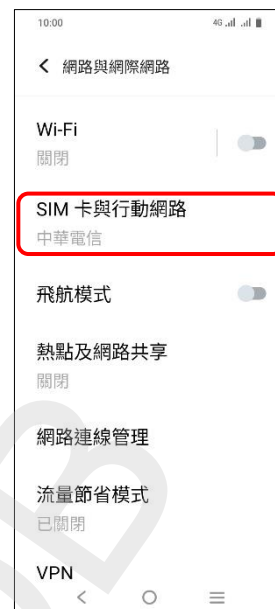 10:00
4G
網路與網際網路
Wi-Fi
關閉
SIM 卡與行動網路
中華電信
飛航模式
熱點及網路共享
關閉
網路連線管理
流量節省模式
已關閉
VPN